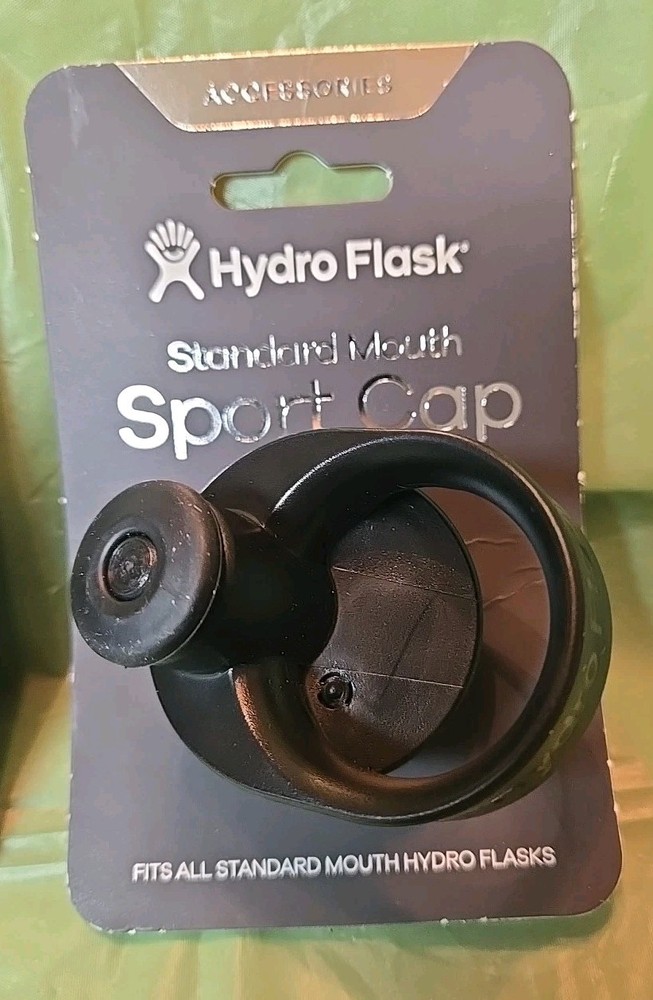 ACCESSORIES
Hydro Flask®
Standard Mouth
Sport Cap
FITS ALL STANDARD MOUTH HYDRO FLASKS